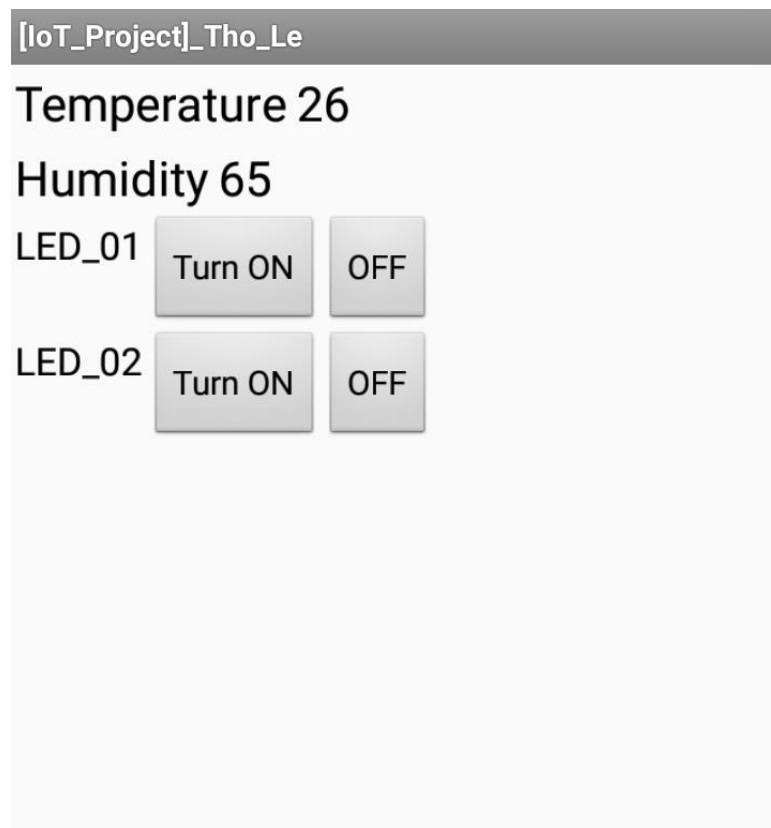 [IoT_Project]_Tho_Le
Temperature 26
Humidity 65
LED_01 Turn ON OFF
LED_02 Turn ON OFF